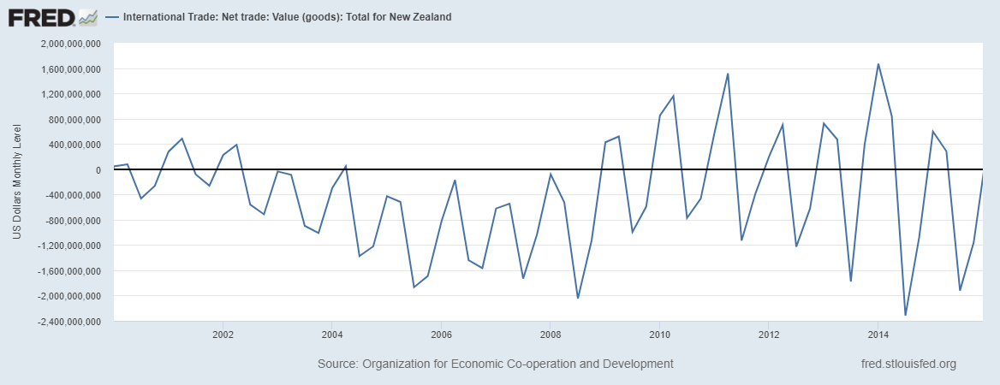 FRED
International Trade: Net trade: Value (goods): Total for New Zealand
US Dollars Monthly Level
2,000,000,000
1,600,000,000
1,200,000,000
800,000,000
400,000,000
0
-400,000,000
-800,000,000
-1,200,000,000
-1,600,000,000
-2,000,000,000
-2,400,000,000
2002 2004 2006 2008 2010 2012 2014
Source: Organization for Economic Co-operation and Development
fred.stlouisfed.org